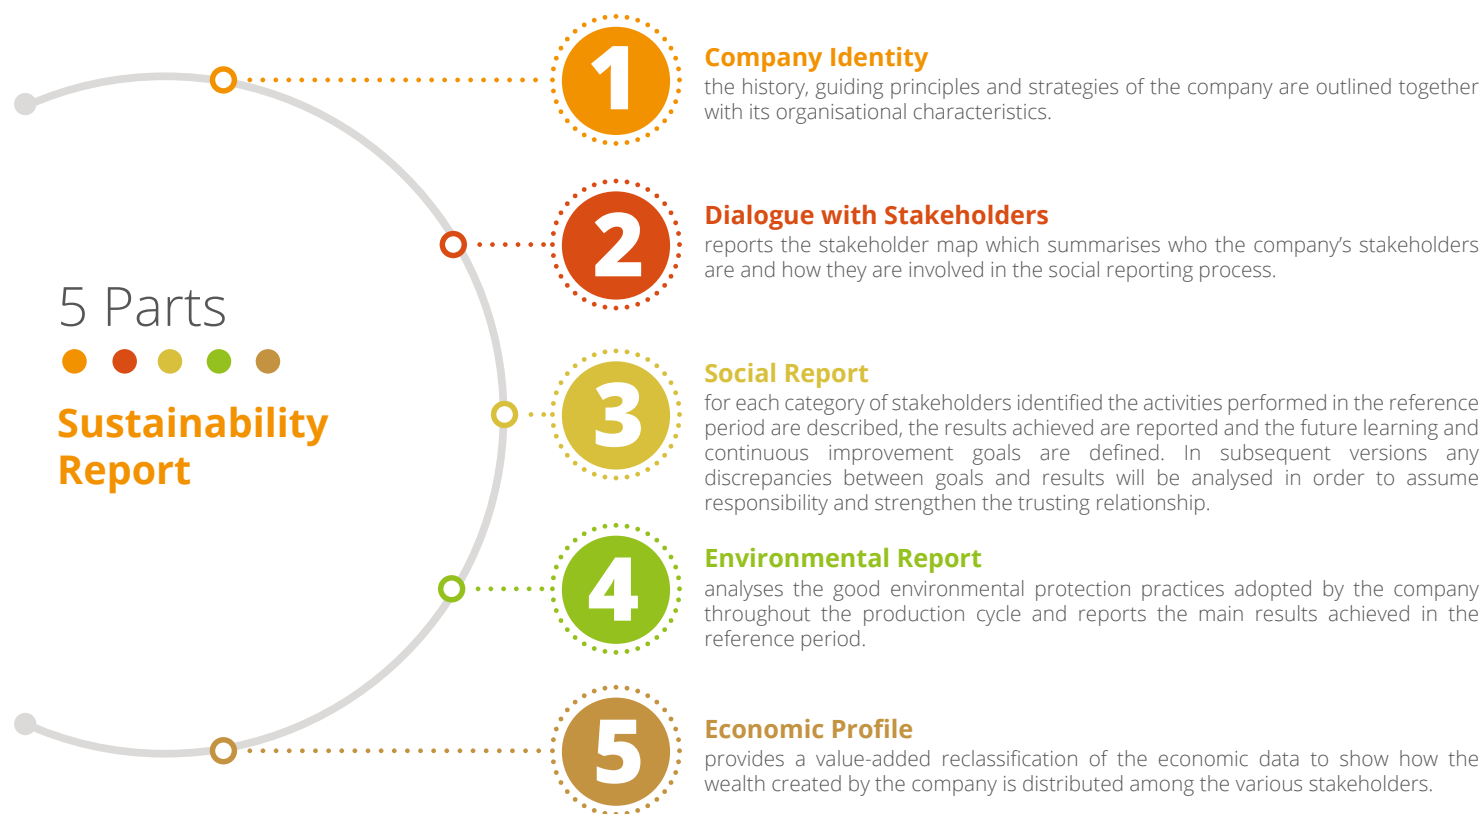 5 Parts
Sustainability
Report
1
Company Identity
the history, guiding principles and strategies of the company are outlined together
with its organisational characteristics.
2
Dialogue with Stakeholders
reports the stakeholder map which summarises who the company’s stakeholders
are and how they are involved in the social reporting process.
3
Social Report
for each category of stakeholders identified the activities performed in the reference
period are described, the results achieved are reported and the future learning and
continuous improvement goals are defined. In subsequent versions any
discrepancies between goals and results will be analysed in order to assume
responsibility and strengthen the trusting relationship.
4
Environmental Report
analyses the good environmental protection practices adopted by the company
throughout the production cycle and reports the main results achieved in the
reference period.
5
Economic Profile
provides a value-added reclassification of the economic data to show how the
wealth created by the company is distributed among the various stakeholders.